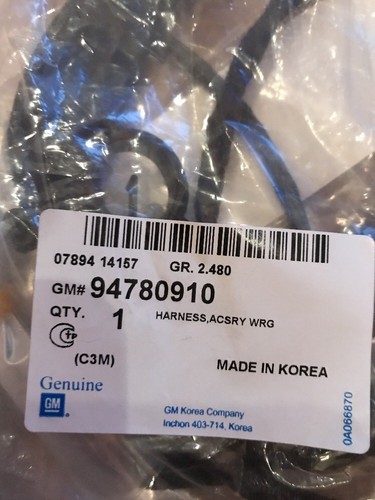 07894 14157 GR. 2.480
GM# 94780910
QTY. 1 HARNESS,ACSRY WRG
(C3M) MADE IN KOREA
Genuine
GM
GM Korea Company
Inchon 403-714, Korea
0A066870